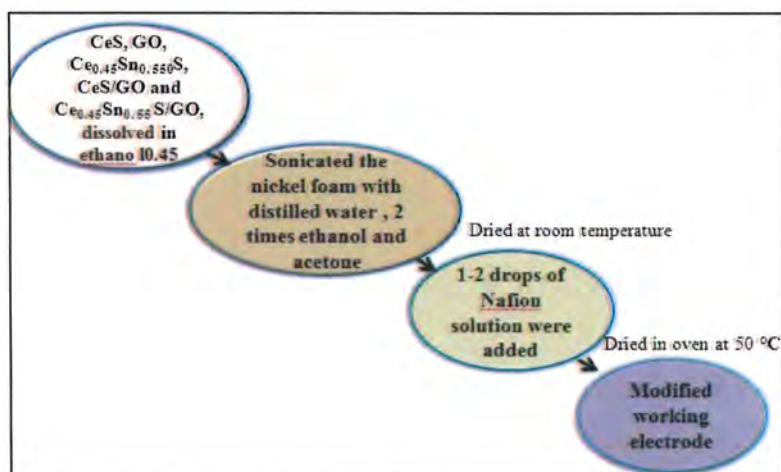 CeS, GO,
Ce₀.₄₅Sn₀.₅₅₀S,
CeS/GO and
Ce₀.₄₅Sn₀.₅₅S/GO,
dissolved in
ethano l0.45
Sonicated the
nickel foam with
distilled water , 2
times ethanol and
acetone
Dried at room temperature
1-2 drops of
Nafion
solution were
added
Dried in oven at 50 °C
Modified
working
electrode